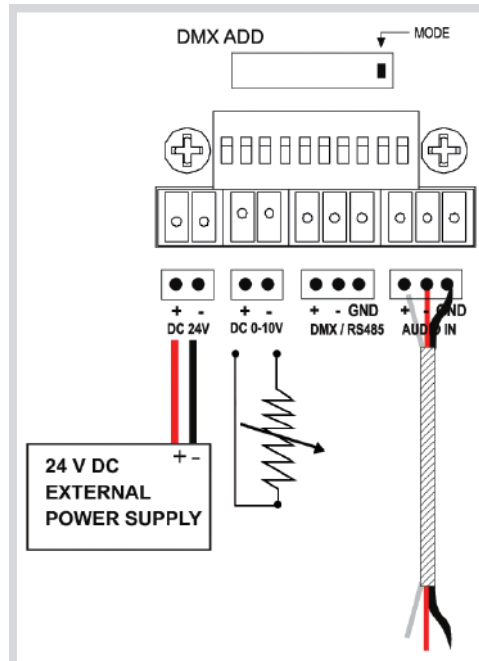 DMX ADD
MODE
+ - + - + - GND + - GND
DC 24V DC 0-10V DMX / RS485 AUDIO IN
+ -
24 V DC
EXTERNAL
POWER SUPPLY